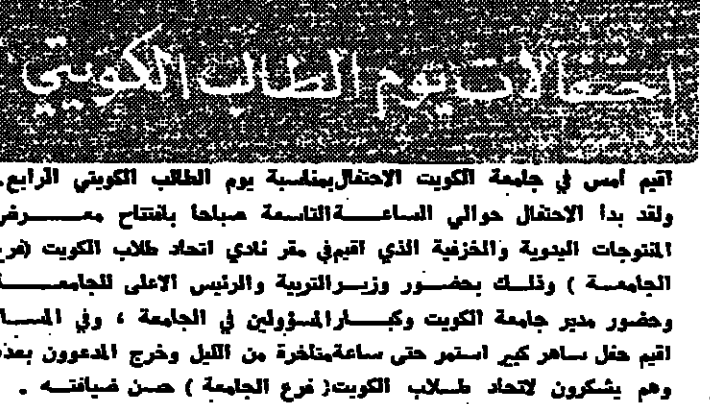 احتفالات يوم الطالب الكويتي
اقيم أمس في جامعة الكويت الاحتفال بمناسبة يوم الطالب الكويتي الرابع.
ولقد بدأ الاحتفال حوالي الساعة التاسعة صباحا بافتتاح معرض
المنتوجات اليدوية والخزفية الذي اقيم في مقر نادي اتحاد طلاب الكويت (فرع
الجامعة ) وذلك بحضور وزير التربية والرئيس الاعلى للجامعة
وحضور مدير جامعة الكويت وكبار المسؤولين في الجامعة ، وفي المساء
اقيم حفل ساهر كبير استمر حتى ساعة متاخرة من الليل وخرج المدعوون بعده
وهم يشكرون لاتحاد طلاب الكويت ( فرع الجامعة ) حسن ضيافته .